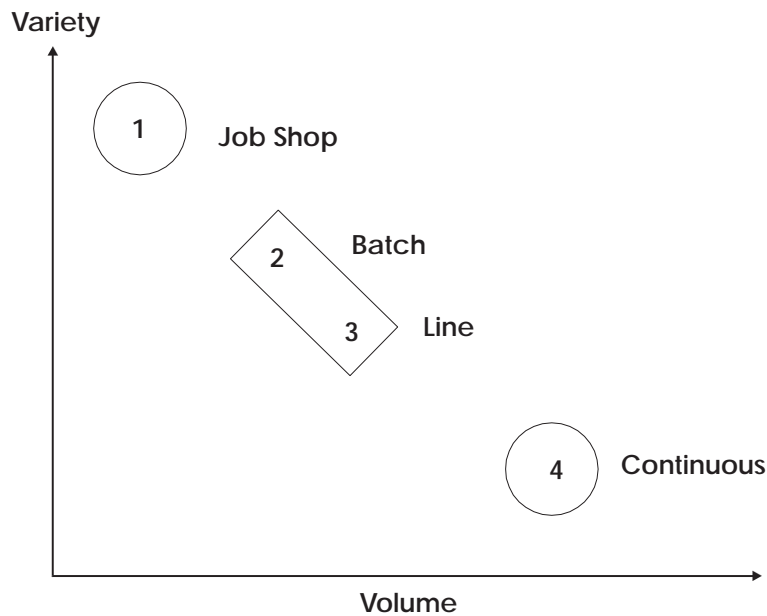 Variety
1
Job Shop
2
Batch
3
Line
4
Continuous
Volume